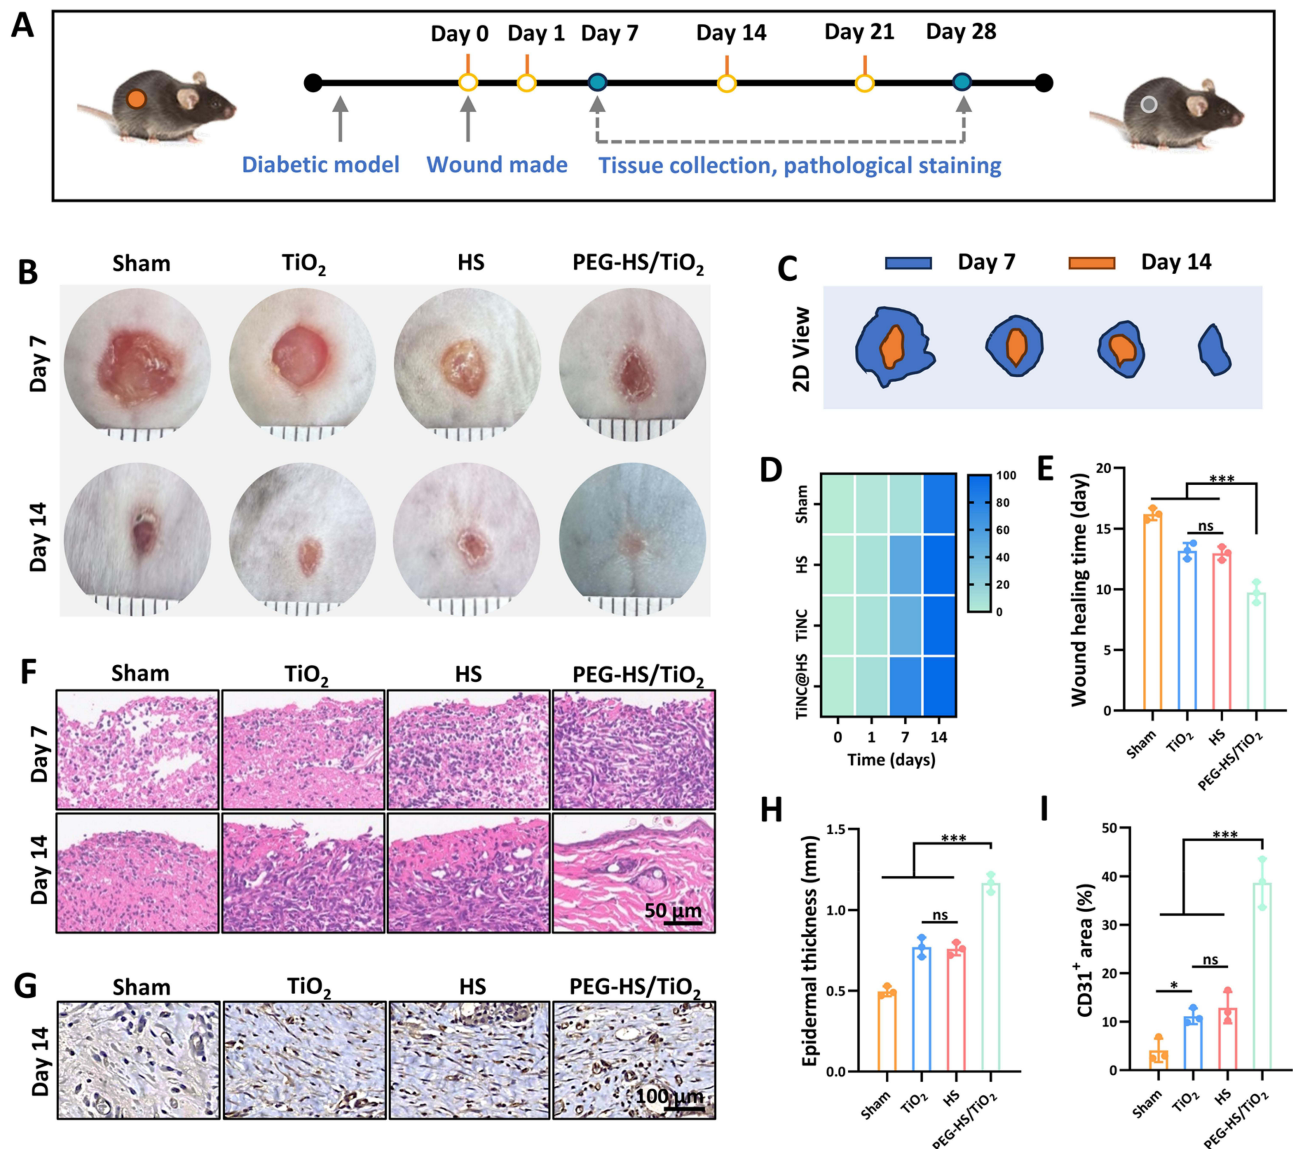 A
Day 0 Day 1 Day 7 Day 14 Day 21 Day 28
Diabetic model Wound made Tissue collection, pathological staining
B
Sham TiO₂ HS PEG-HS/TiO₂
Day 7
Day 14
C
Day 7 Day 14
2D View
D
Sham
HS
TiNC
TiNC@HS
0 1 7 14
Time (days)
100
80
60
40
20
0
E
Wound healing time (day)
20
15
10
5
0
***
ns
Sham TiO₂ HS PEG-HS/TiO₂
F
Sham TiO₂ HS PEG-HS/TiO₂
Day 7
Day 14
50 µm
G
Sham TiO₂ HS PEG-HS/TiO₂
Day 14
100 µm
H
Epidermal thickness (mm)
1.5
1.0
0.5
0.0
***
ns
Sham TiO₂ HS PEG-HS/TiO₂
I
CD31⁺ area (%)
50
40
30
20
10
0
***
ns
*
Sham TiO₂ HS PEG-HS/TiO₂